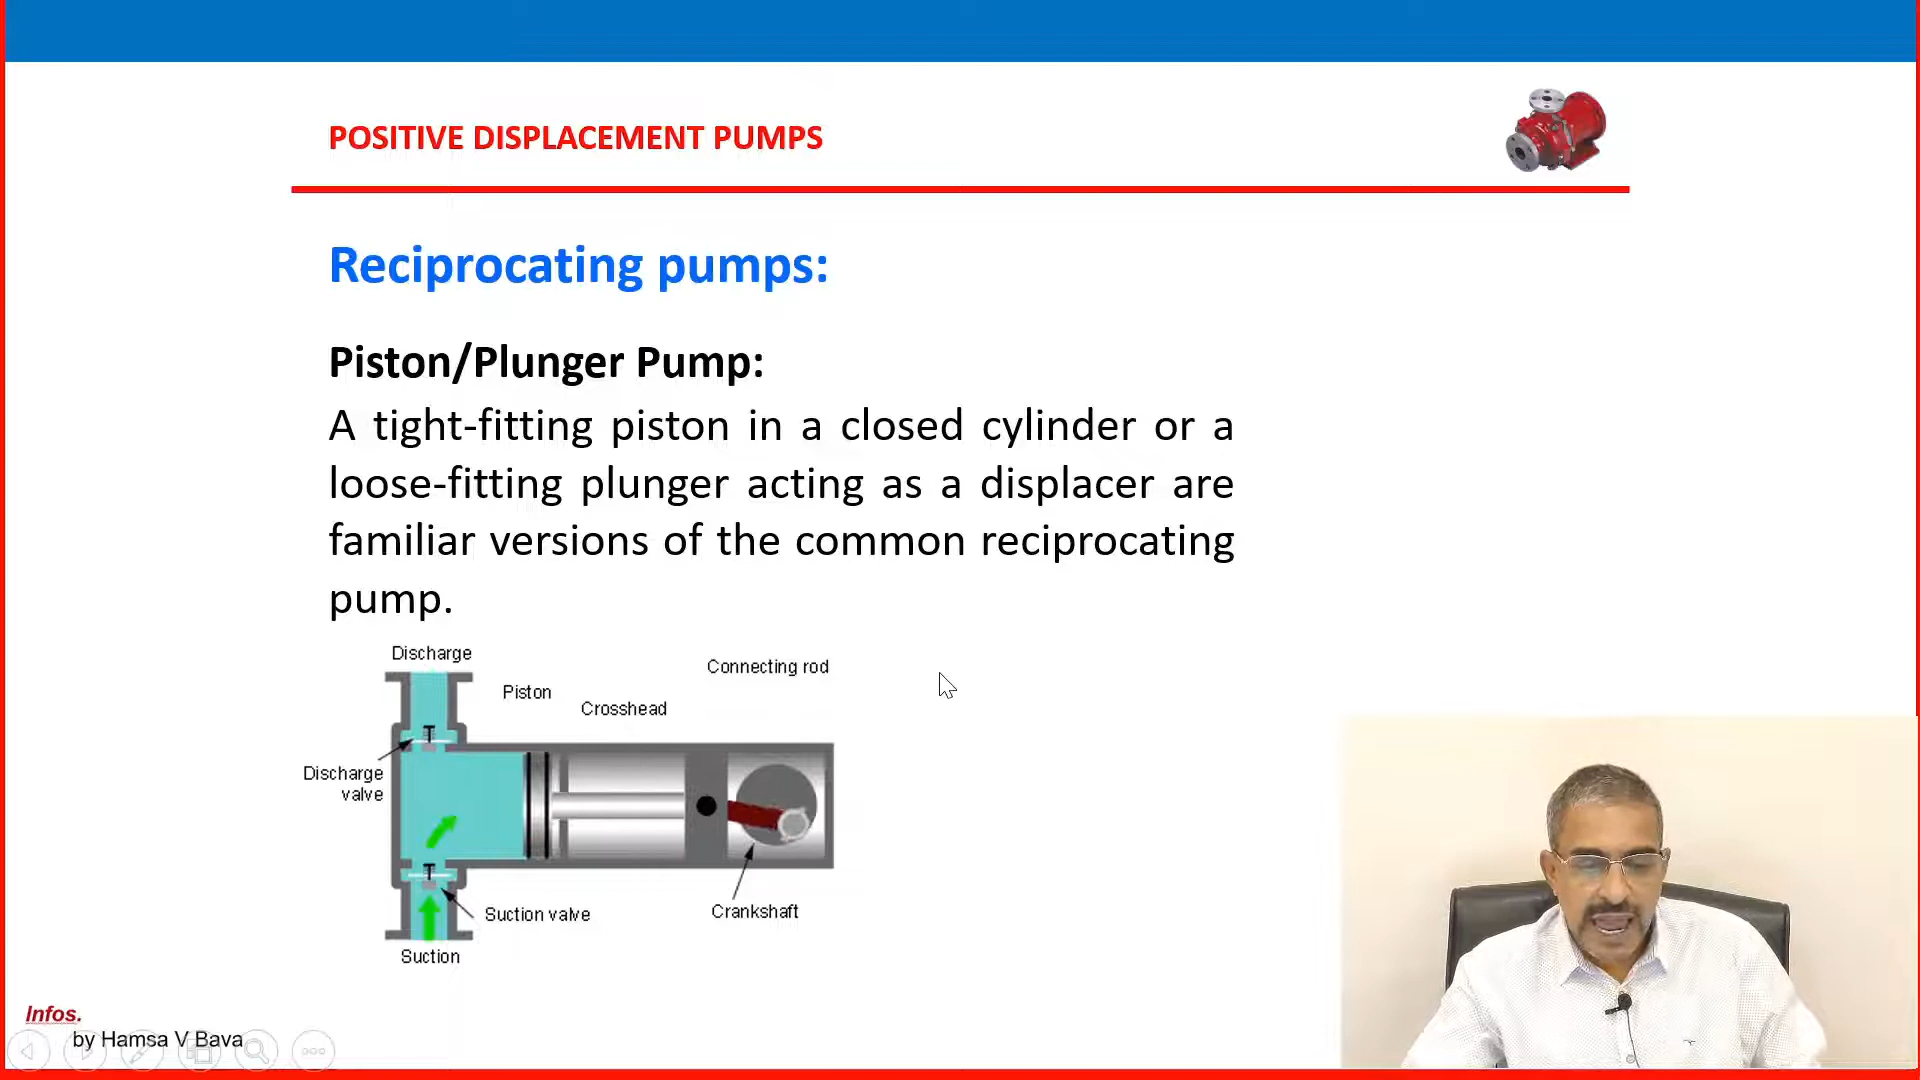 POSITIVE DISPLACEMENT PUMPS
Reciprocating pumps:
Piston/Plunger Pump:
A tight-fitting piston in a closed cylinder or a
loose-fitting plunger acting as a displacer are
familiar versions of the common reciprocating
pump.
Discharge
Connecting rod
Piston
Crosshead
Discharge
valve
Suction valve
Crankshaft
Suction
Infos.
by Hamsa V Bava